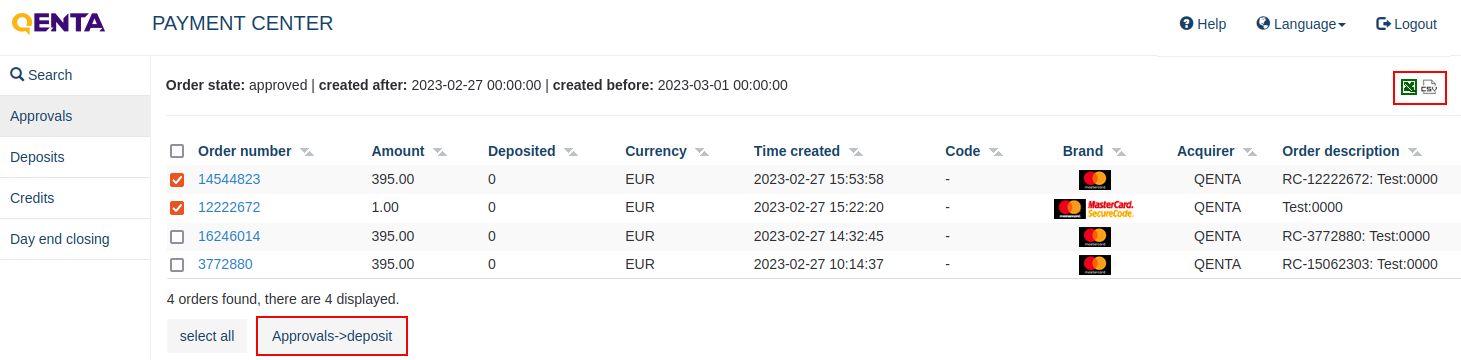 QENTA
PAYMENT CENTER
Help
Language
Logout
Search
Approvals
Deposits
Credits
Day end closing
Order state: approved | created after: 2023-02-27 00:00:00 | created before: 2023-03-01 00:00:00
CSV
Order number Amount Deposited Currency Time created Code Brand Acquirer Order description
14544823 395.00 0 EUR 2023-02-27 15:53:58 - mastercard QENTA RC-12222672: Test:0000
12222672 1.00 0 EUR 2023-02-27 15:22:20 - mastercard MasterCard. SecureCode. QENTA Test:0000
16246014 395.00 0 EUR 2023-02-27 14:32:45 - mastercard QENTA RC-3772880: Test:0000
3772880 395.00 0 EUR 2023-02-27 10:14:37 - mastercard QENTA RC-15062303: Test:0000
4 orders found, there are 4 displayed.
select all
Approvals->deposit